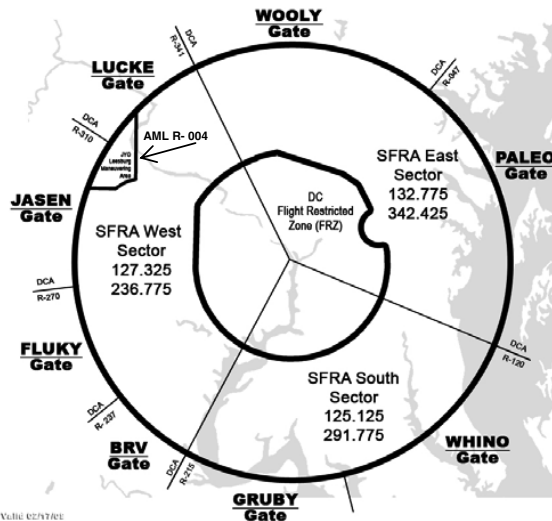 WOOLY
Gate
DCA
R-341
DCA
R-047
LUCKE
Gate
DCA
R-310
AML R- 004
JYO
Leesburg
Maneuvering
Area
PALEO
Gate
SFRA East
Sector
132.775
342.425
DC
Flight Restricted
Zone (FRZ)
JASEN
Gate
SFRA West
Sector
127.325
236.775
DCA
R-270
FLUKY
Gate
DCA
R-120
SFRA South
Sector
125.125
291.775
DCA
R- 237
BRV
Gate
DCA
R-215
WHINO
Gate
GRUBY
Gate
Valid